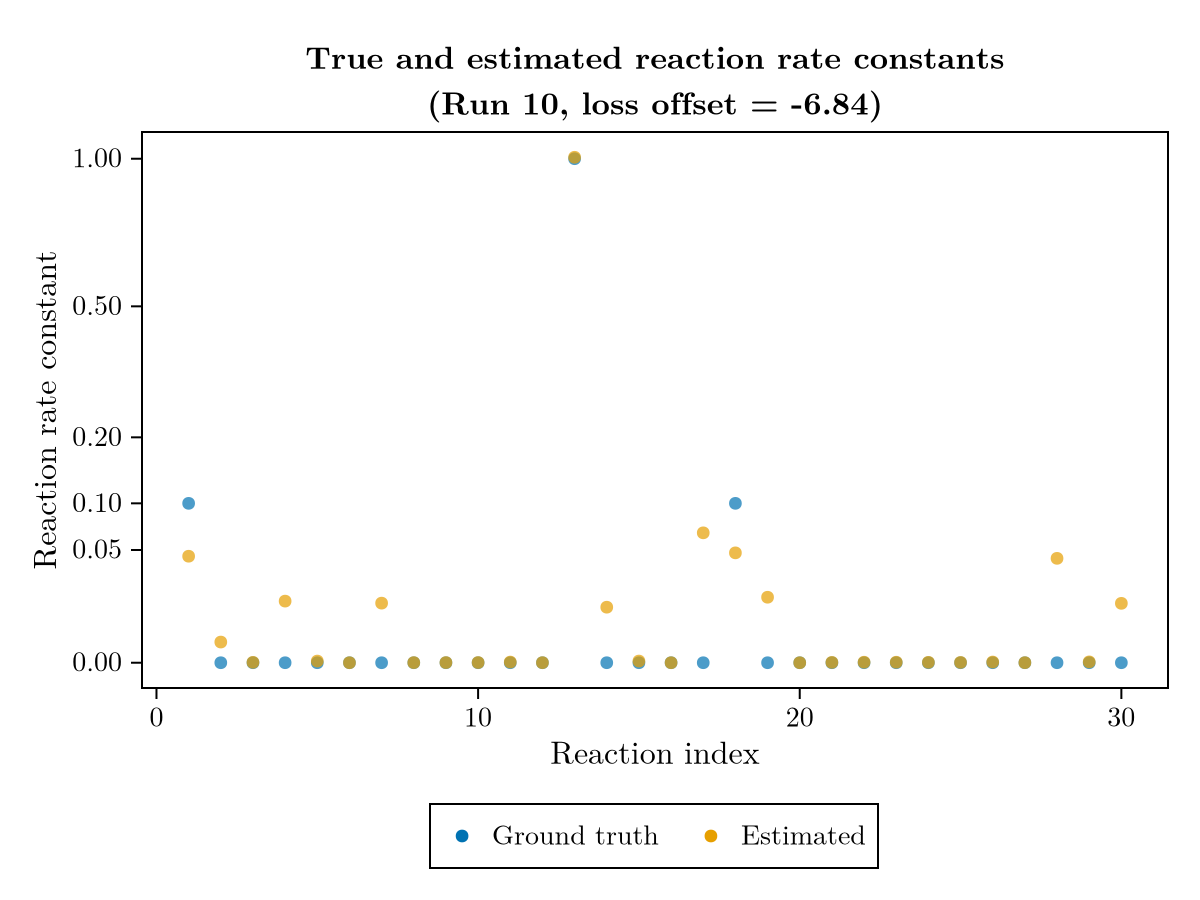 True and estimated reaction rate constants
(Run 10, loss offset = -6.84)
Reaction rate constant
1.00
0.50
0.20
0.10
0.05
0.00
0 10 20 30
Reaction index
Ground truth Estimated